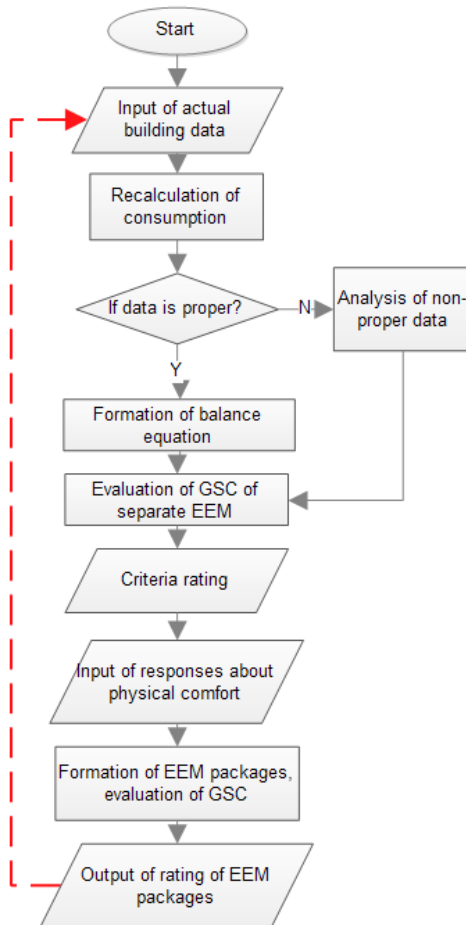 Start
Input of actual
building data
Recalculation of
consumption
If data is proper?
N
Analysis of non-
proper data
Y
Formation of balance
equation
Evaluation of GSC of
separate EEM
Criteria rating
Input of responses about
physical comfort
Formation of EEM packages,
evaluation of GSC
Output of rating of EEM
packages